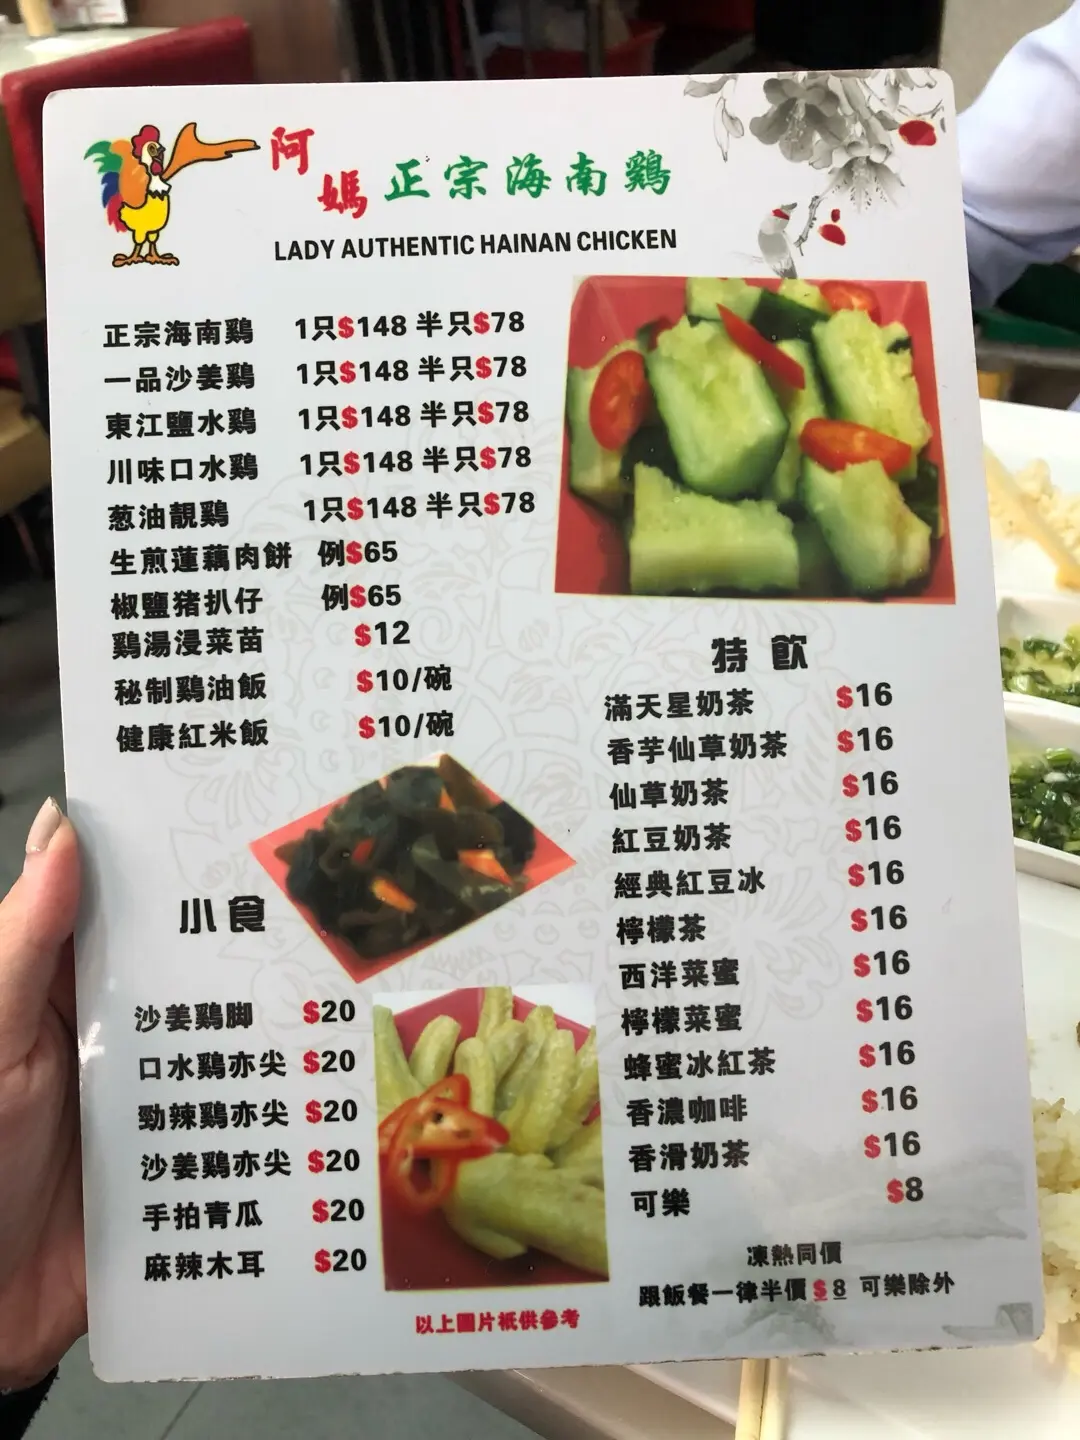 阿媽正宗海南鷄
LADY AUTHENTIC HAINAN CHICKEN
正宗海南鷄 1只$148 半只$78
一品沙姜鷄 1只$148 半只$78
東江鹽水鷄 1只$148 半只$78
川味口水鷄 1只$148 半只$78
葱油靚鷄 1只$148 半只$78
生煎蓮藕肉餅 例$65
椒鹽猪扒仔 例$65
鷄湯浸菜苗 $12
秘制鷄油飯 $10/碗
健康紅米飯 $10/碗
小食
沙姜鷄脚 $20
口水鷄亦尖 $20
勁辣鷄亦尖 $20
沙姜鷄亦尖 $20
手拍青瓜 $20
麻辣木耳 $20
以上圖片祇供參考
特飲
滿天星奶茶 $16
香芋仙草奶茶 $16
仙草奶茶 $16
紅豆奶茶 $16
經典紅豆冰 $16
檸檬茶 $16
西洋菜蜜 $16
檸檬菜蜜 $16
蜂蜜冰紅茶 $16
香濃咖啡 $16
香滑奶茶 $16
可樂 $8
凍熱同價
跟飯餐一律半價$8 可樂除外